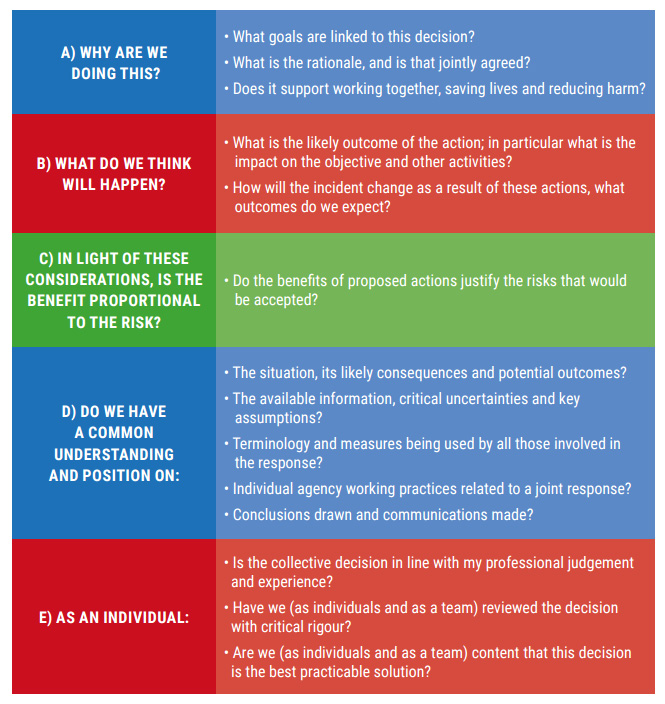 A) WHY ARE WE
DOING THIS?
• What goals are linked to this decision?
• What is the rationale, and is that jointly agreed?
• Does it support working together, saving lives and reducing harm?
B) WHAT DO WE THINK
WILL HAPPEN?
• What is the likely outcome of the action; in particular what is the
impact on the objective and other activities?
• How will the incident change as a result of these actions, what
outcomes do we expect?
C) IN LIGHT OF THESE
CONSIDERATIONS, IS THE
BENEFIT PROPORTIONAL
TO THE RISK?
• Do the benefits of proposed actions justify the risks that would
be accepted?
D) DO WE HAVE
A COMMON
UNDERSTANDING
AND POSITION ON:
• The situation, its likely consequences and potential outcomes?
• The available information, critical uncertainties and key
assumptions?
• Terminology and measures being used by all those involved in
the response?
• Individual agency working practices related to a joint response?
• Conclusions drawn and communications made?
E) AS AN INDIVIDUAL:
• Is the collective decision in line with my professional judgement
and experience?
• Have we (as individuals and as a team) reviewed the decision
with critical rigour?
• Are we (as individuals and as a team) content that this decision
is the best practicable solution?